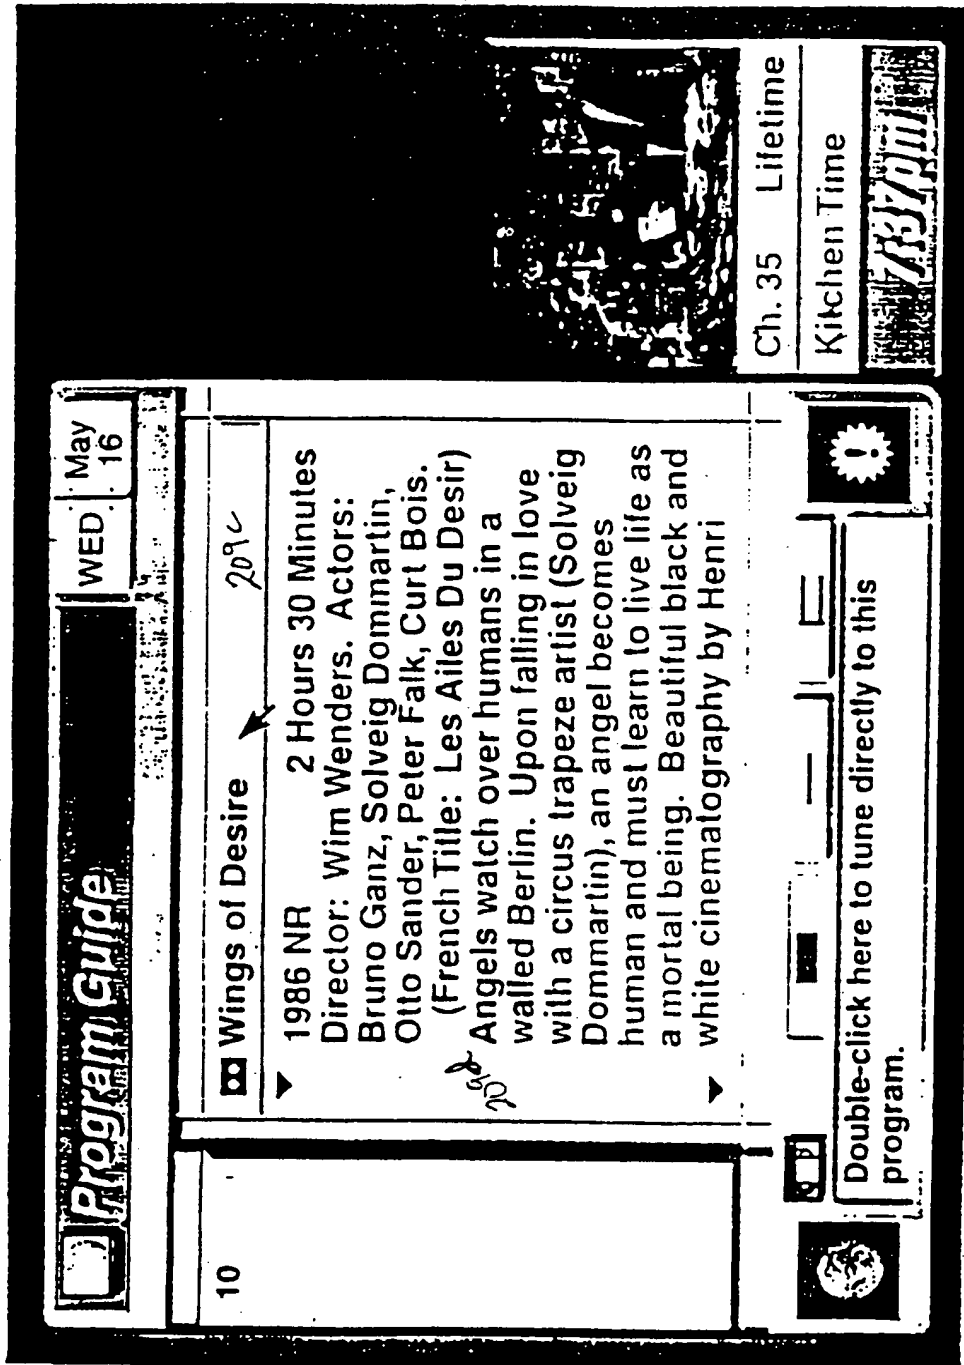 Program Guide
WED
May
16
10
Wings of Desire
209c
1986 NR 2 Hours 30 Minutes
Director: Wim Wenders. Actors:
Bruno Ganz, Solveig Dommartin,
Otto Sander, Peter Falk, Curt Bois.
(French Title: Les Ailes Du Desir)
Angels watch over humans in a
walled Berlin. Upon falling in love
with a circus trapeze artist (Solveig
Dommartin), an angel becomes
human and must learn to live life as
a mortal being. Beautiful black and
white cinematography by Henri
Double-click here to tune directly to this
program.
!
Ch. 35 Lifetime
Kitchen Time
7:37pm